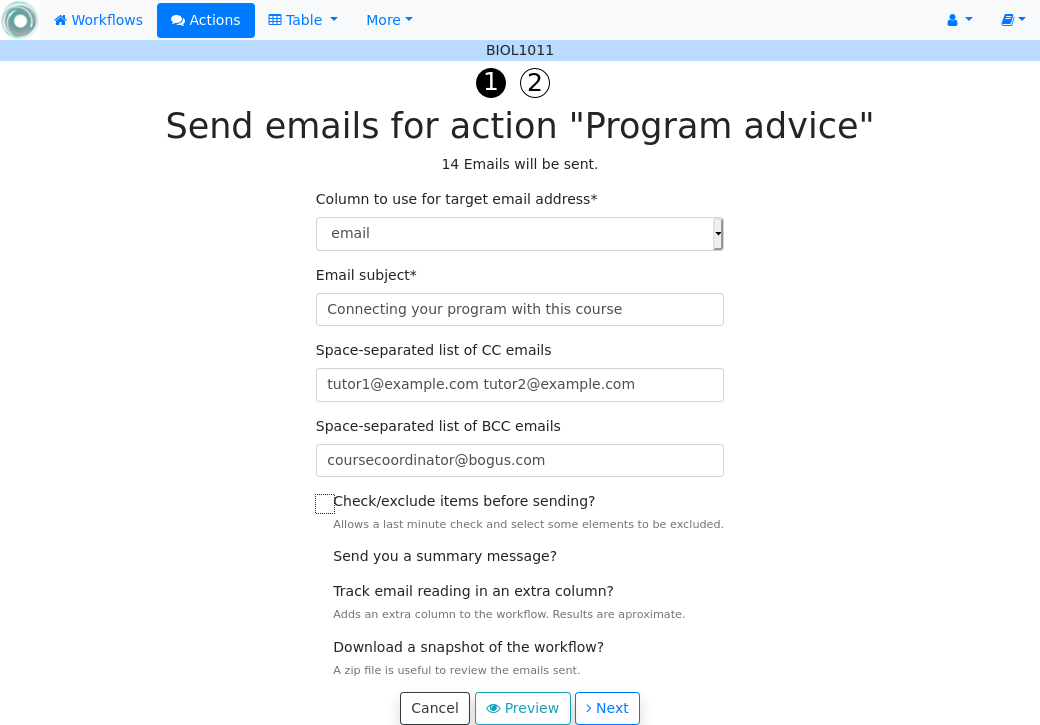 Workflows Actions Table More
BIOL1011
1 2
Send emails for action "Program advice"
14 Emails will be sent.
Column to use for target email address*
email
Email subject*
Connecting your program with this course
Space-separated list of CC emails
tutor1@example.com tutor2@example.com
Space-separated list of BCC emails
coursecoordinator@bogus.com
Check/exclude items before sending?
Allows a last minute check and select some elements to be excluded.
Send you a summary message?
Track email reading in an extra column?
Adds an extra column to the workflow. Results are aproximate.
Download a snapshot of the workflow?
A zip file is useful to review the emails sent.
Cancel Preview Next